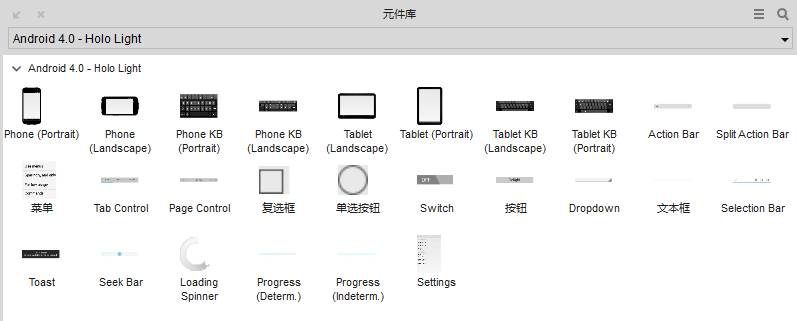 元件库
Android 4.0 - Holo Light
Android 4.0 - Holo Light
Phone (Portrait)
Phone
(Landscape)
Phone KB
(Portrait)
Phone KB
(Landscape)
Tablet
(Landscape)
Tablet (Portrait)
Tablet KB
(Landscape)
Tablet KB
(Portrait)
Action Bar
Split Action Bar
菜单
Tab Control
Page Control
复选框
单选按钮
OFF
Switch
按钮
Dropdown
文本框
Selection Bar
Toast
Seek Bar
Loading
Spinner
Progress
(Determ.)
Progress
(Indeterm.)
Settings